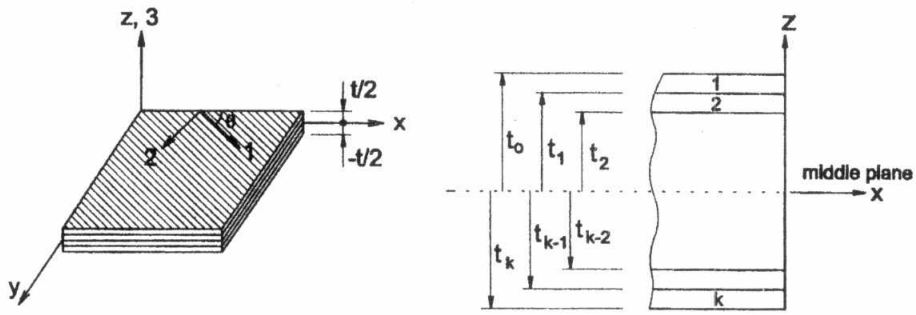 z, 3
t/2
x
θ
2
1
-t/2
y
z
1
2
t₀
t₁
t₂
middle plane
x
tₖ
tₖ₋₁
tₖ₋₂
k